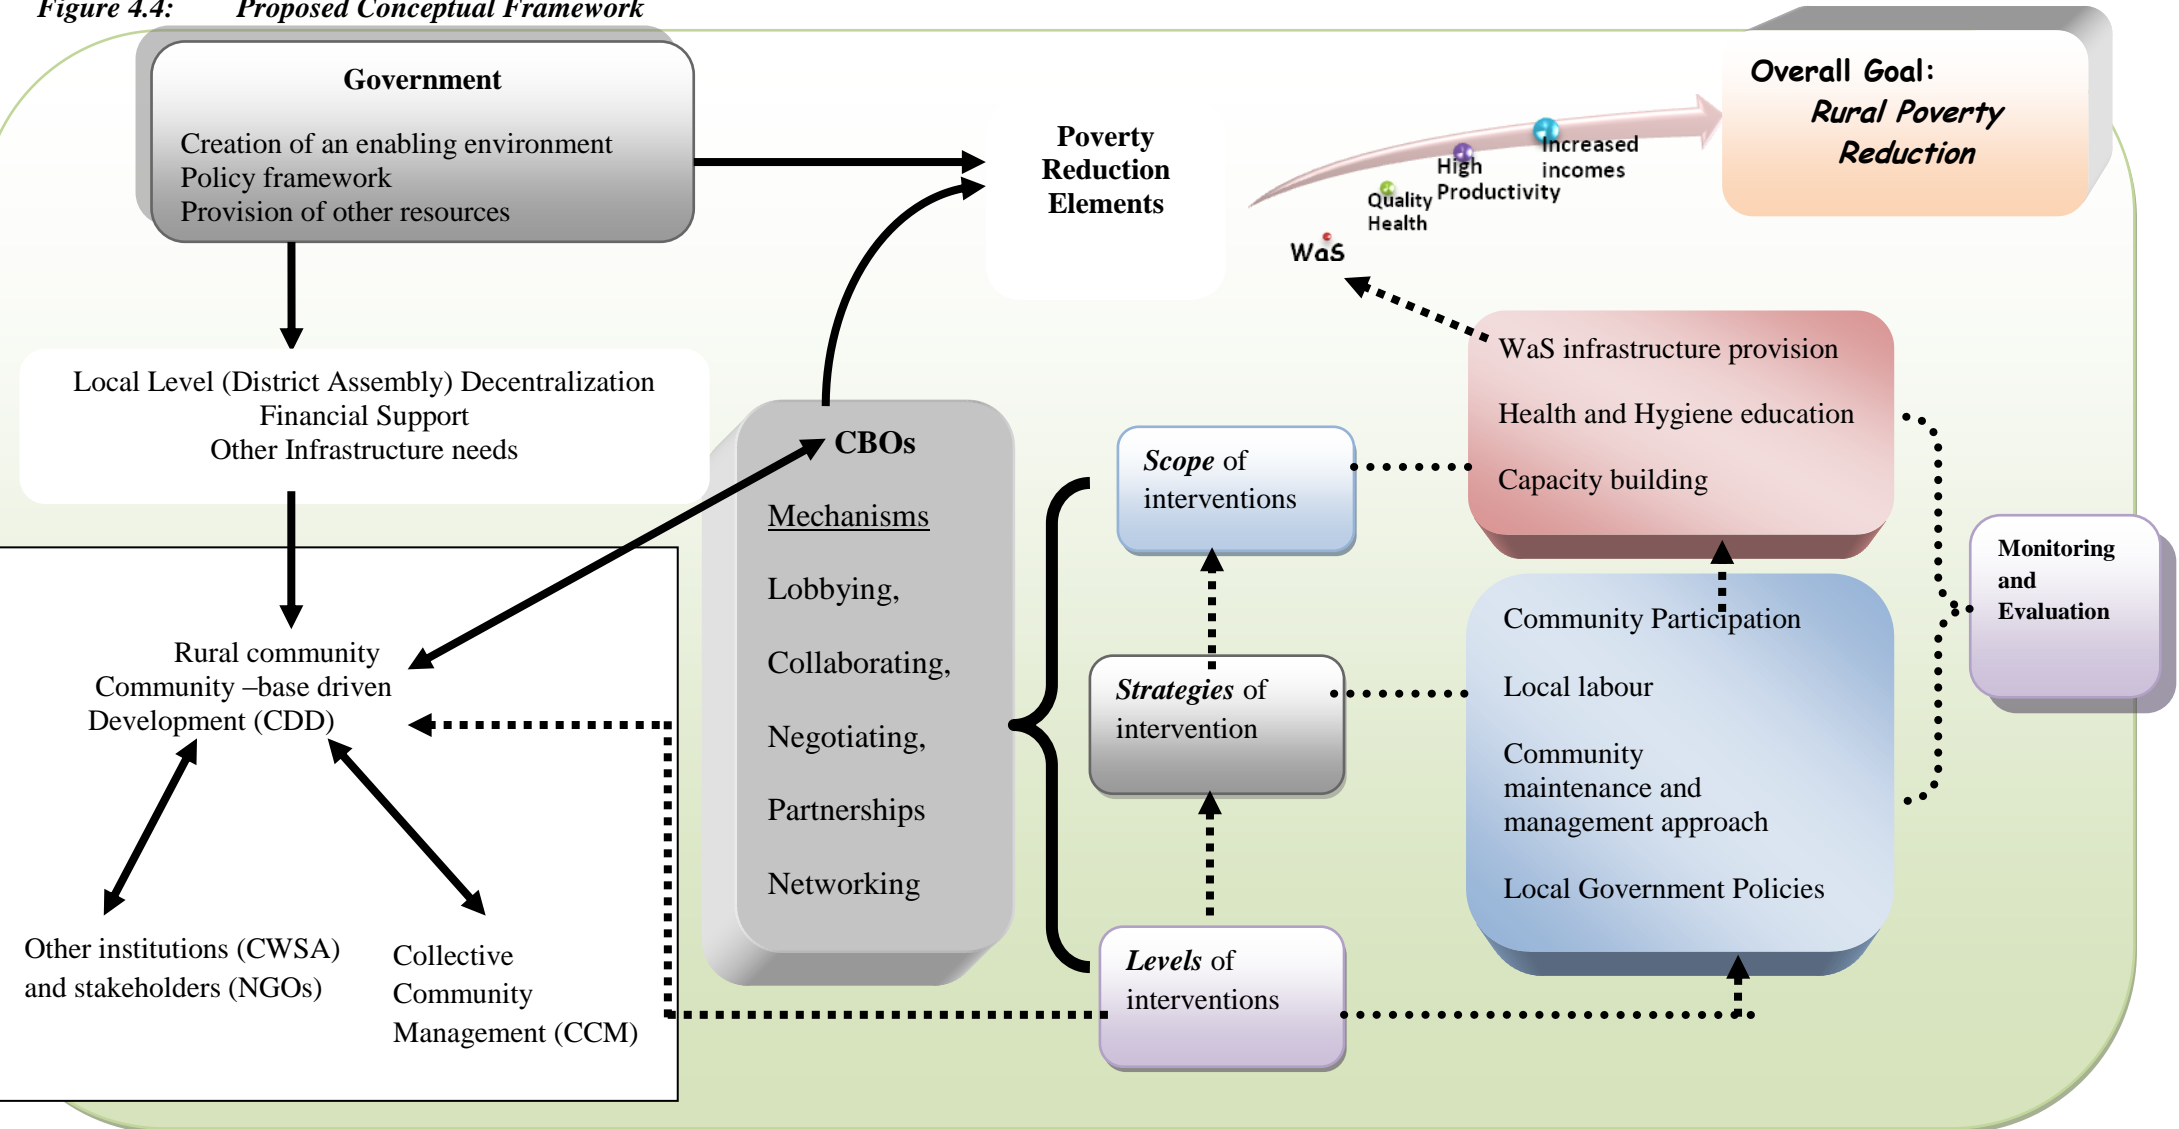 Figure 4.4: Proposed Conceptual Framework
Government
Creation of an enabling environment
Policy framework
Provision of other resources
Poverty
Reduction
Elements
WaS
Quality
Health
High
Productivity
Increased
incomes
Overall Goal:
Rural Poverty
Reduction
Local Level (District Assembly) Decentralization
Financial Support
Other Infrastructure needs
Rural community
Community –base driven
Development (CDD)
Other institutions (CWSA)
and stakeholders (NGOs)
Collective
Community
Management (CCM)
CBOs
Mechanisms
Lobbying,
Collaborating,
Negotiating,
Partnerships
Networking
Scope of
interventions
Strategies of
intervention
Levels of
interventions
WaS infrastructure provision
Health and Hygiene education
Capacity building
Community Participation
Local labour
Community
maintenance and
management approach
Local Government Policies
Monitoring
and
Evaluation